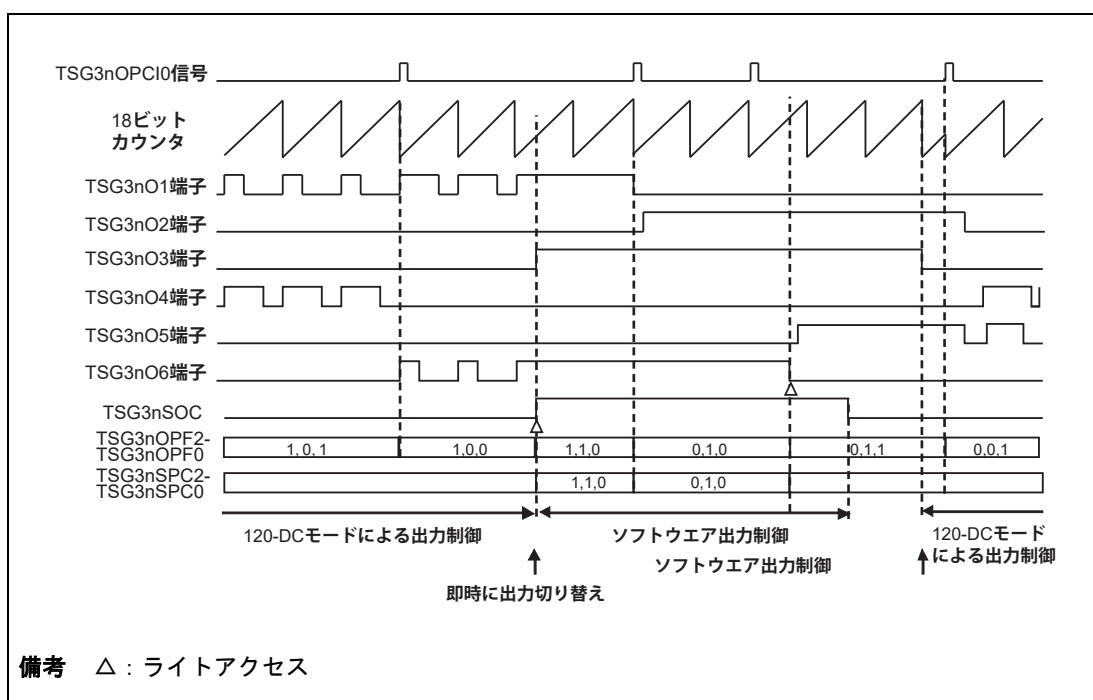 TSG3nOPCI0信号
18ビット
カウンタ
TSG3nO1端子
TSG3nO2端子
TSG3nO3端子
TSG3nO4端子
TSG3nO5端子
TSG3nO6端子
TSG3nSOC
TSG3nOPF2-
TSG3nOPF0
1, 0, 1
1,0,0
1,1,0
0,1,0
0,1,1
0,0,1
TSG3nSPC2-
TSG3nSPC0
1,1,0
0,1,0
120-DCモードによる出力制御
ソフトウエア出力制御
120-DCモード
による出力制御
ソフトウエア出力制御
即時に出力切り替え
備考 △：ライトアクセス